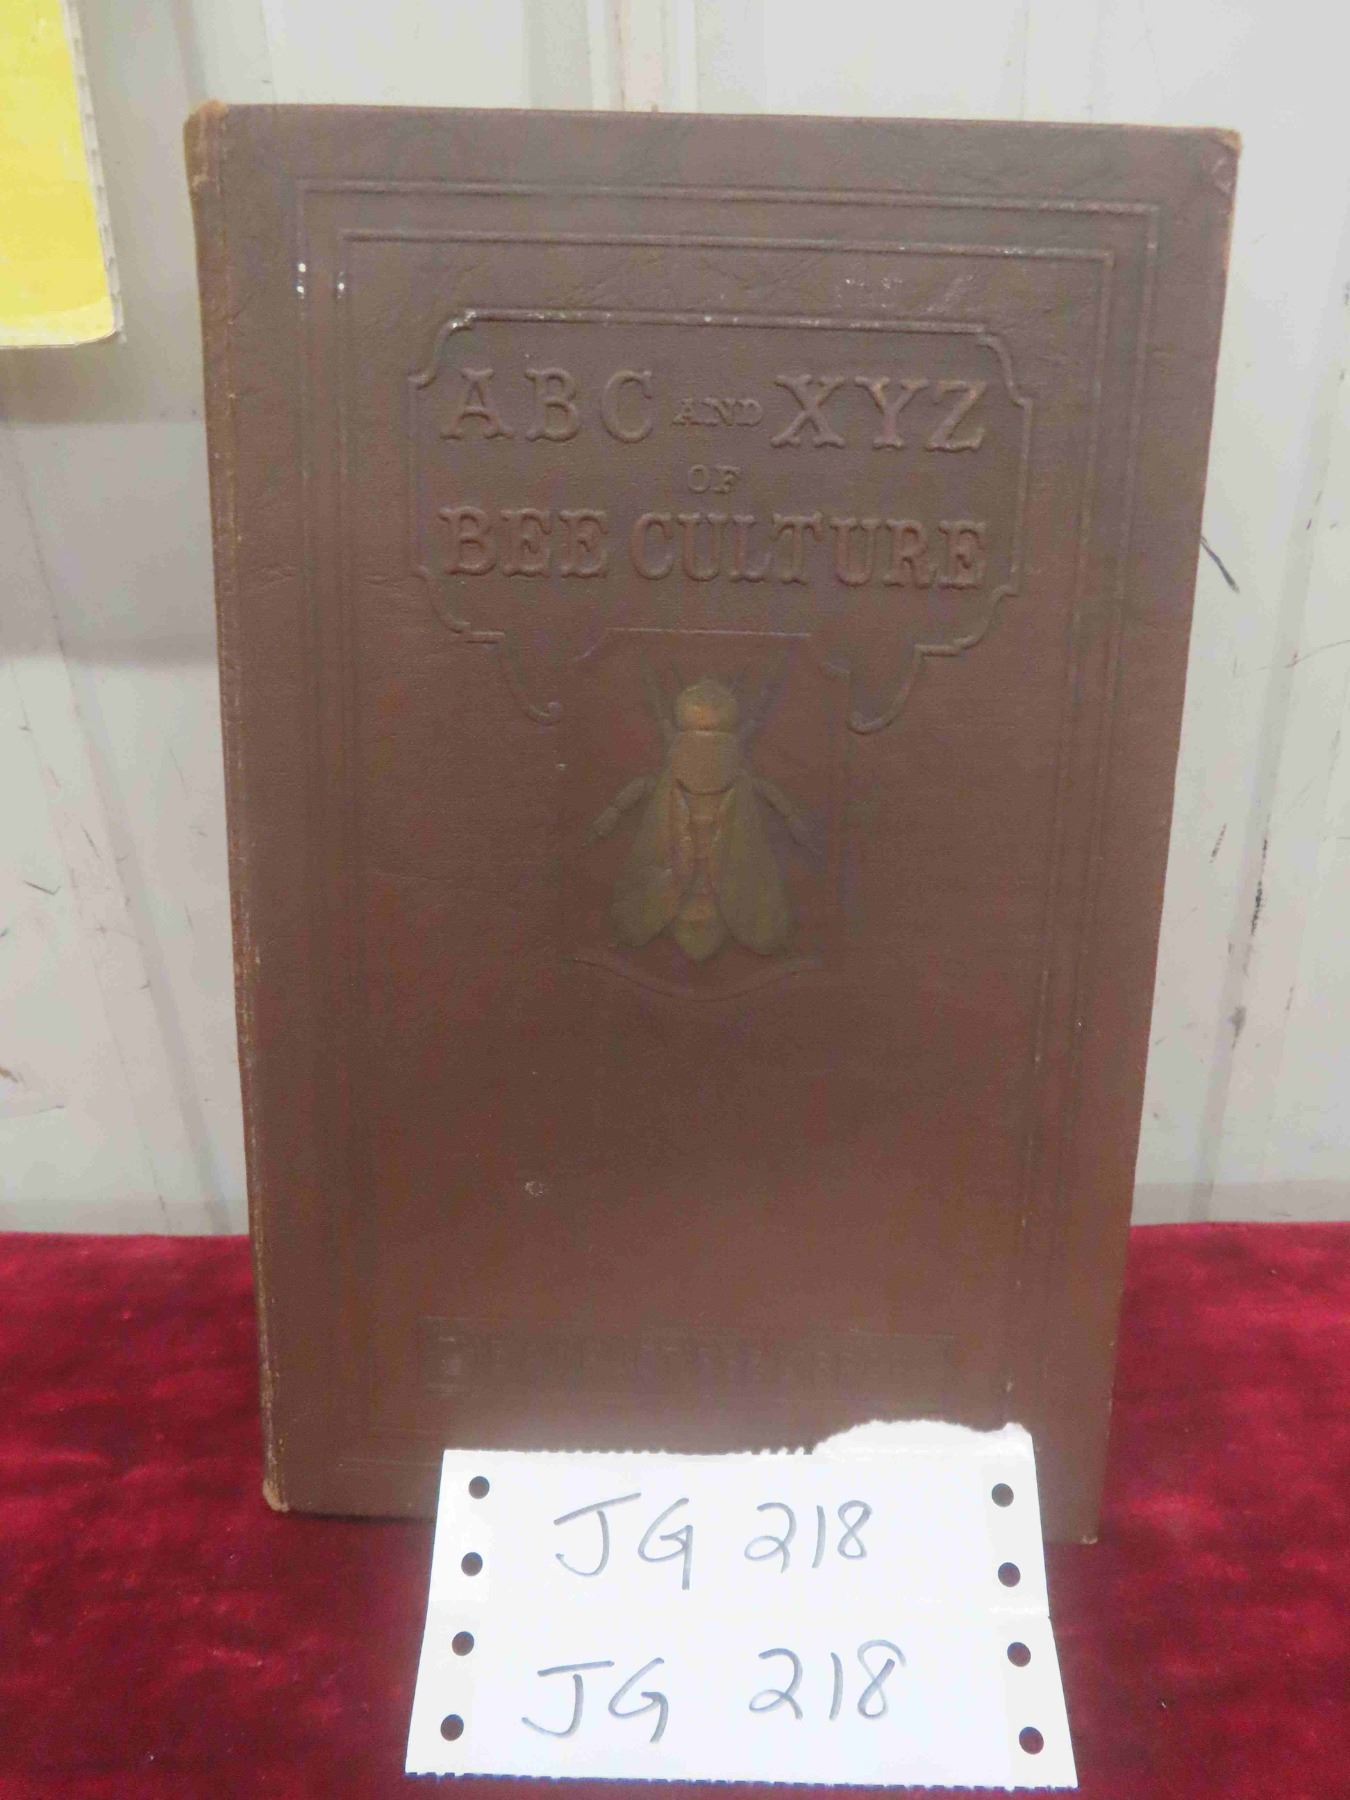 ABC AND XYZ
OF
BEE CULTURE
JG 218
JG 218